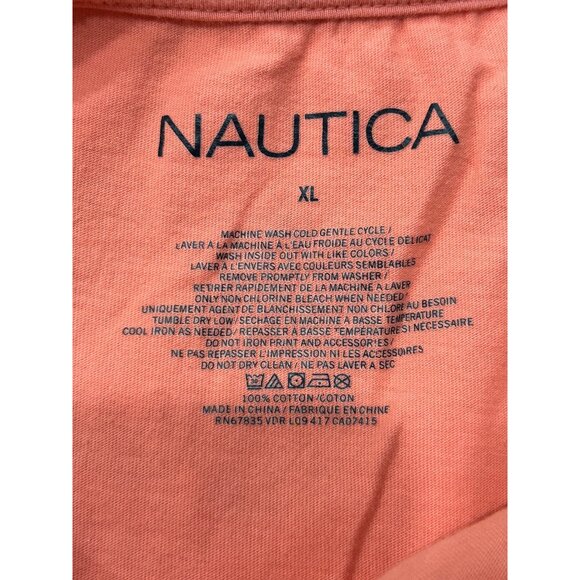 NAUTICA
XL
MACHINE WASH COLD GENTLE CYCLE /
LAVER À LA MACHINE À L'EAU FROIDE AU CYCLE DÉLICAT
WASH INSIDE OUT WITH LIKE COLORS /
LAVER À L'ENVERS AVEC COULEURS SEMBLABLES
REMOVE PROMPTLY FROM WASHER /
RETIRER RAPIDEMENT DE LA MACHINE A LAVER
ONLY NON CHLORINE BLEACH WHEN NEEDED /
UNIQUEMENT AGENT DE BLANCHISSEMENT NON CHLORE AU BESOIN
TUMBLE DRY LOW / SECHAGE EN MACHINE A BASSE TEMPERATURE
COOL IRON AS NEEDED / REPASSER À BASSE TEMPÉRATURE SI NÉCESSAIRE
DO NOT IRON PRINT AND ACCESSORIES /
NE PAS REPASSER L'IMPRESSION NI LES ACCESSOIRES
DO NOT DRY CLEAN / NE PAS LAVER A SEC
100% COTTON / COTON
MADE IN CHINA / FABRIQUE EN CHINE
RN67835 VDR L09 417 CA07415